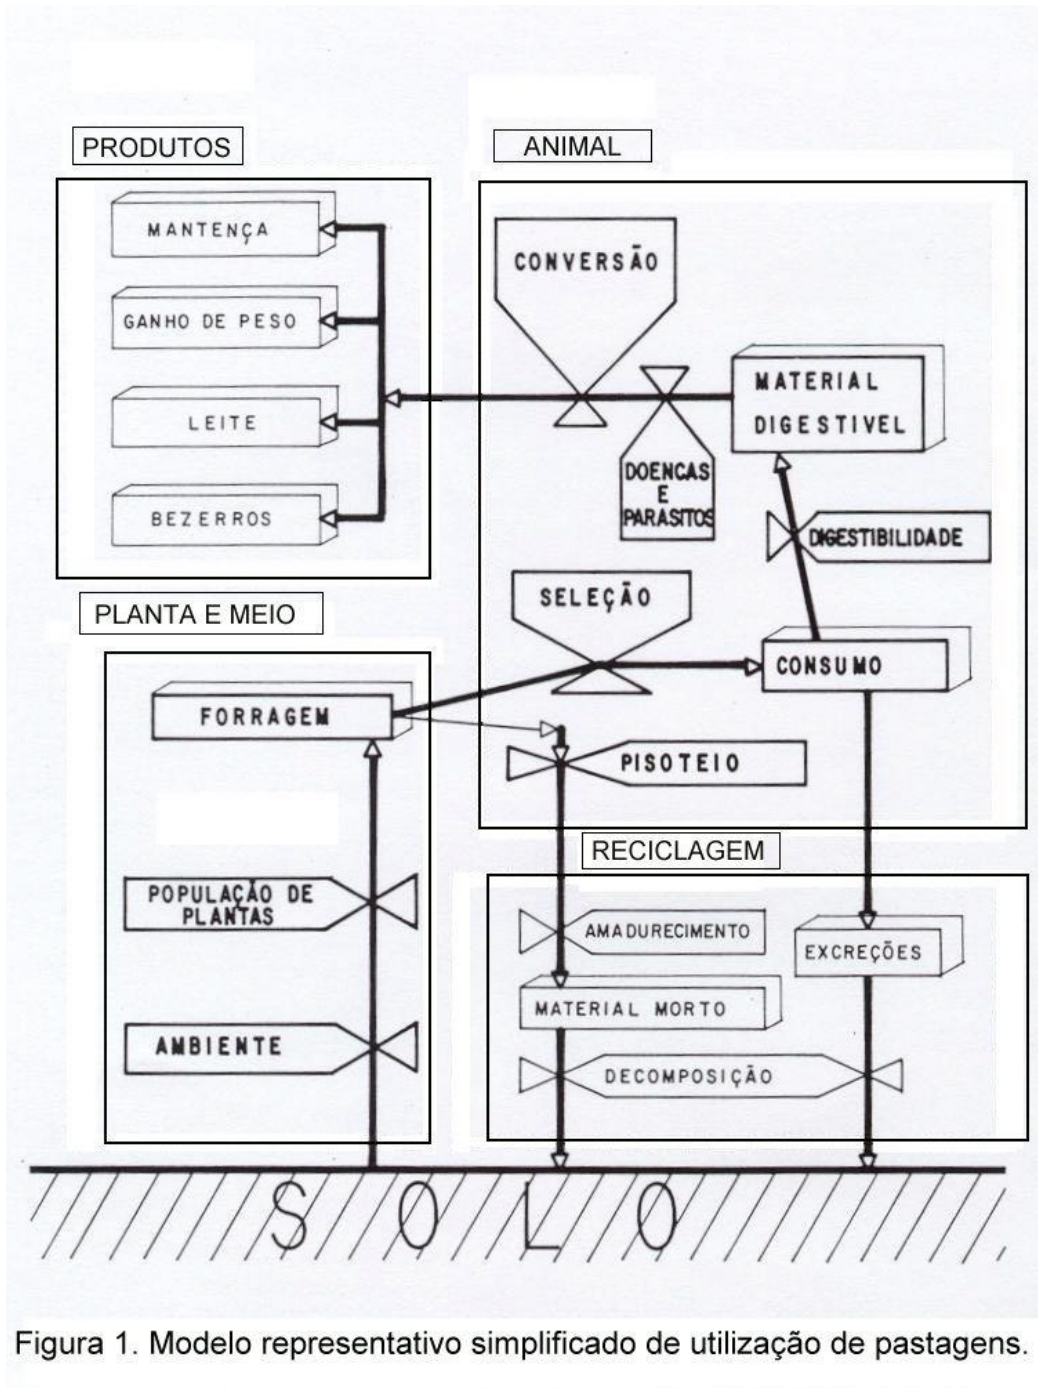 PRODUTOS
MANTENÇA
GANHO DE PESO
LEITE
BEZERROS
ANIMAL
CONVERSÃO
MATERIAL
DIGESTIVEL
DOENCAS
E
PARASITOS
DIGESTIBILIDADE
SELEÇÃO
CONSUMO
PISOTEIO
PLANTA E MEIO
FORRAGEM
POPULAÇÃO DE
PLANTAS
AMBIENTE
RECICLAGEM
AMADURECIMENTO
EXCREÇÕES
MATERIAL MORTO
DECOMPOSIÇÃO
SOLO
Figura 1. Modelo representativo simplificado de utilização de pastagens.